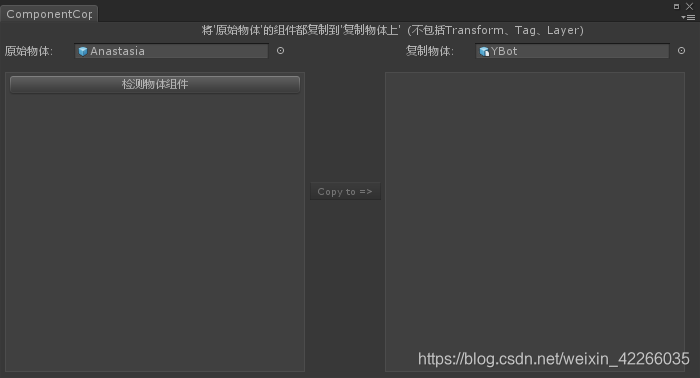 ComponentCop
将'原始物体'的组件都复制到'复制物体上' (不包括Transform、Tag、Layer)
原始物体: Anastasia 复制物体: YBot
检测物体组件
Copy to =>
https://blog.csdn.net/weixin_42266035